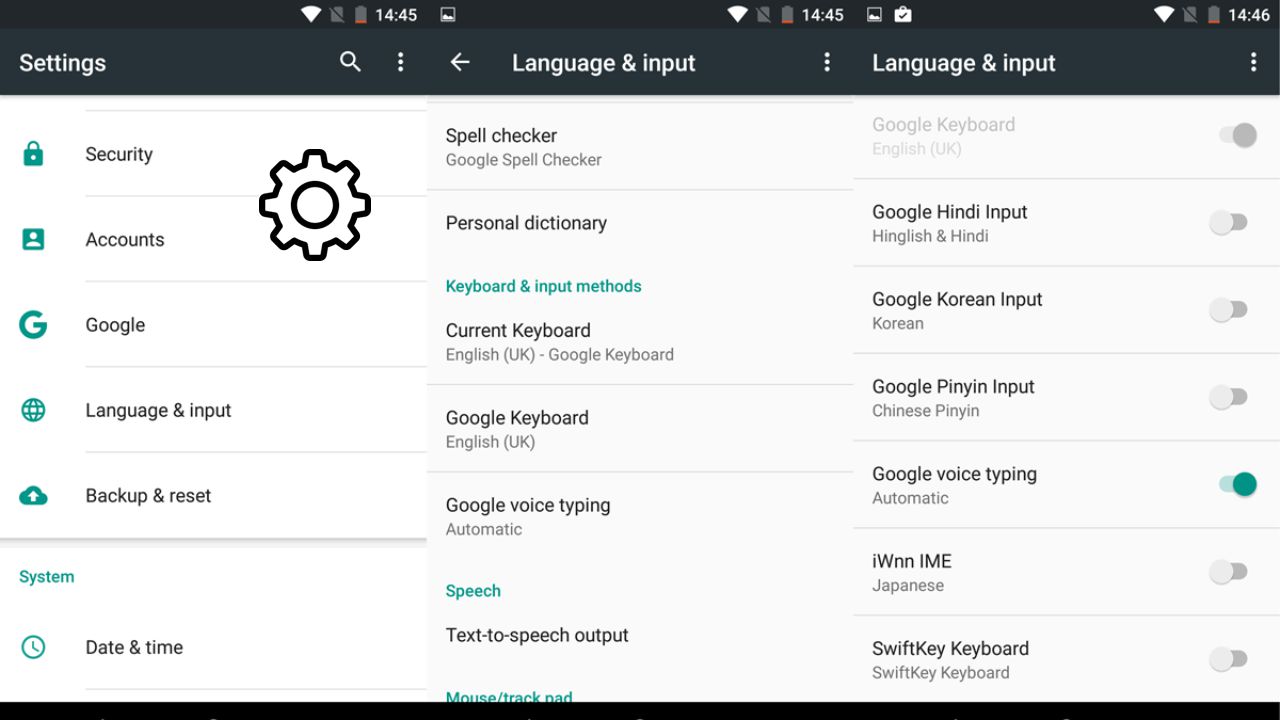 14:45
Settings
Security
Accounts
Google
Language & input
Backup & reset
System
Date & time
14:45
Language & input
Spell checker
Google Spell Checker
Personal dictionary
Keyboard & input methods
Current Keyboard
English (UK) - Google Keyboard
Google Keyboard
English (UK)
Google voice typing
Automatic
Speech
Text-to-speech output
Mouse/track pad
14:46
Language & input
Google Keyboard
English (UK)
Google Hindi Input
Hinglish & Hindi
Google Korean Input
Korean
Google Pinyin Input
Chinese Pinyin
Google voice typing
Automatic
iWnn IME
Japanese
SwiftKey Keyboard
SwiftKey Keyboard